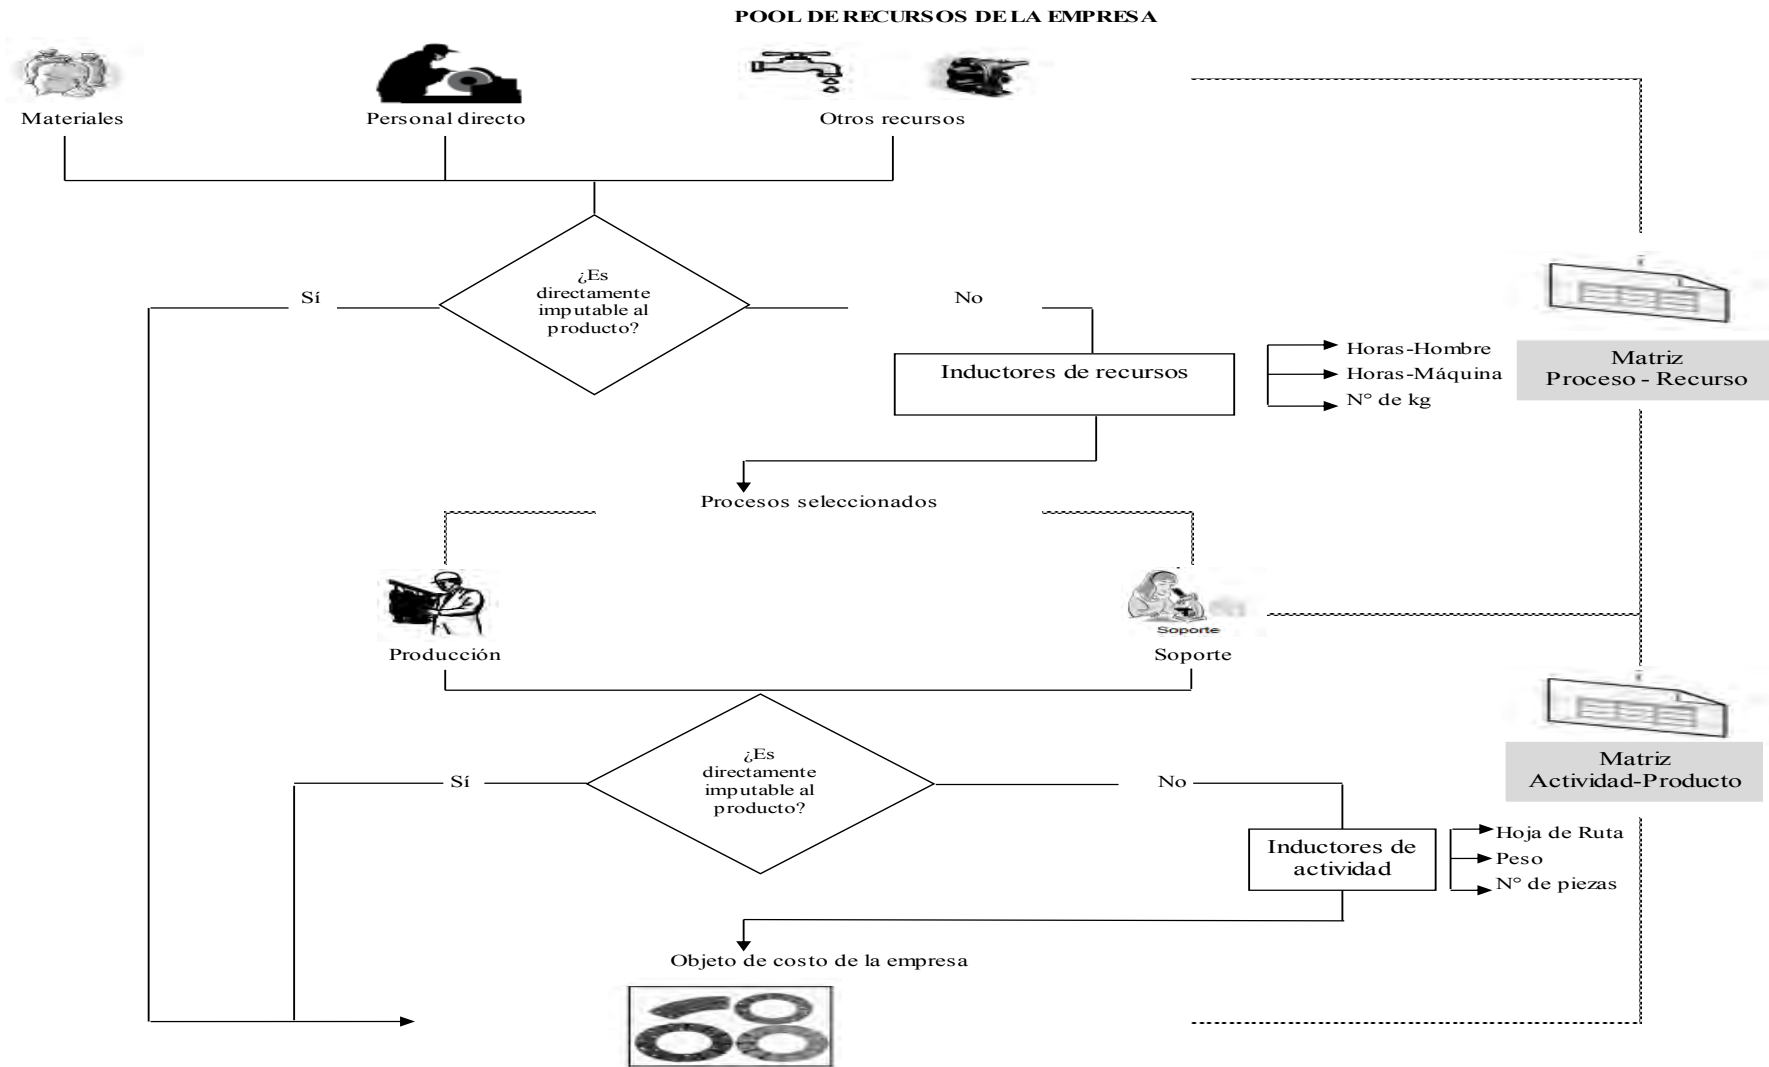 POOL DE RECURSOS DE LA EMPRESA
Materiales
Personal directo
Otros recursos
¿Es
directamente
imputable al
producto?
Sí
No
Inductores de recursos
Horas-Hombre
Horas-Máquina
N° de kg
Matriz
Proceso - Recurso
Procesos seleccionados
Producción
Soporte
Soporte
¿Es
directamente
imputable al
producto?
Sí
No
Matriz
Actividad-Producto
Inductores de
actividad
Hoja de Ruta
Peso
N° de piezas
Objeto de costo de la empresa